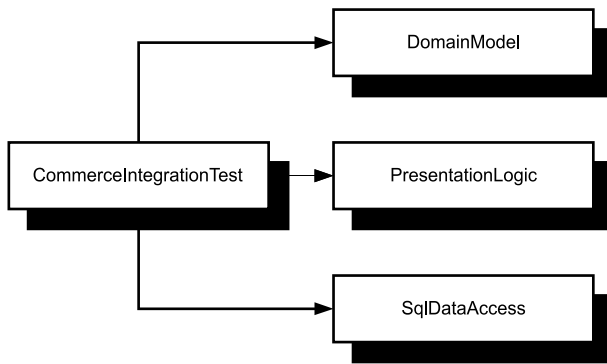 DomainModel
CommerceIntegrationTest
PresentationLogic
SqlDataAccess